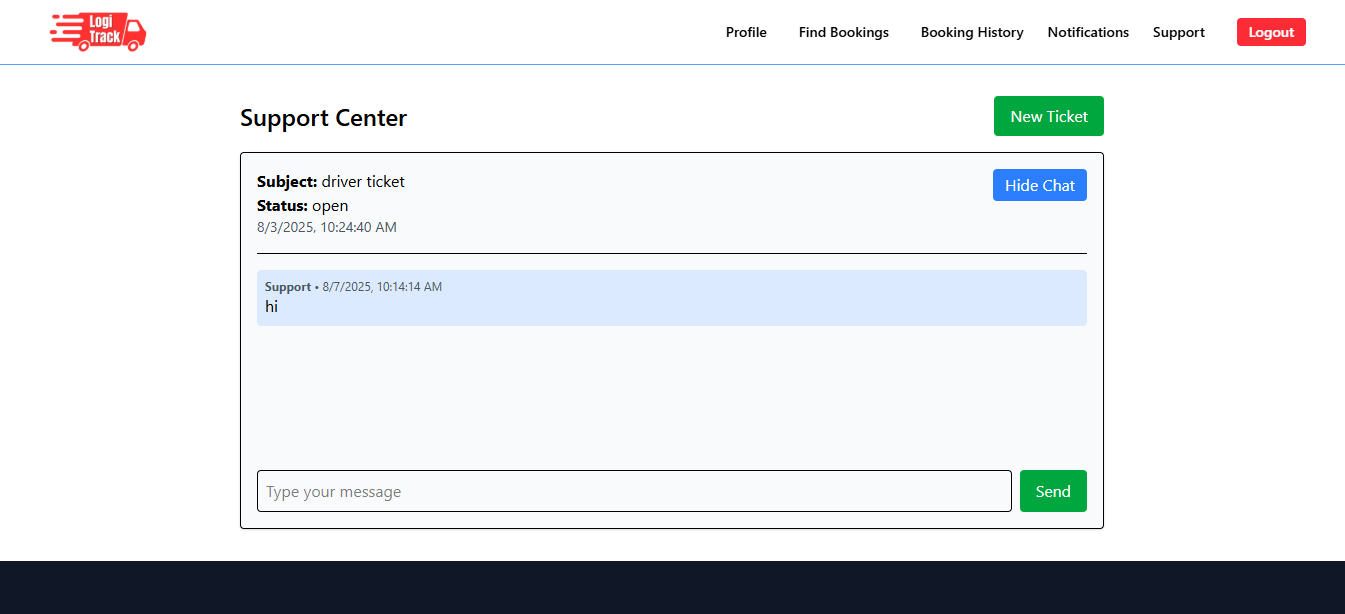 Logi
Track
Profile
Find Bookings
Booking History
Notifications
Support
Logout
Support Center
New Ticket
Subject: driver ticket
Hide Chat
Status: open
8/3/2025, 10:24:40 AM
Support • 8/7/2025, 10:14:14 AM
hi
Type your message
Send